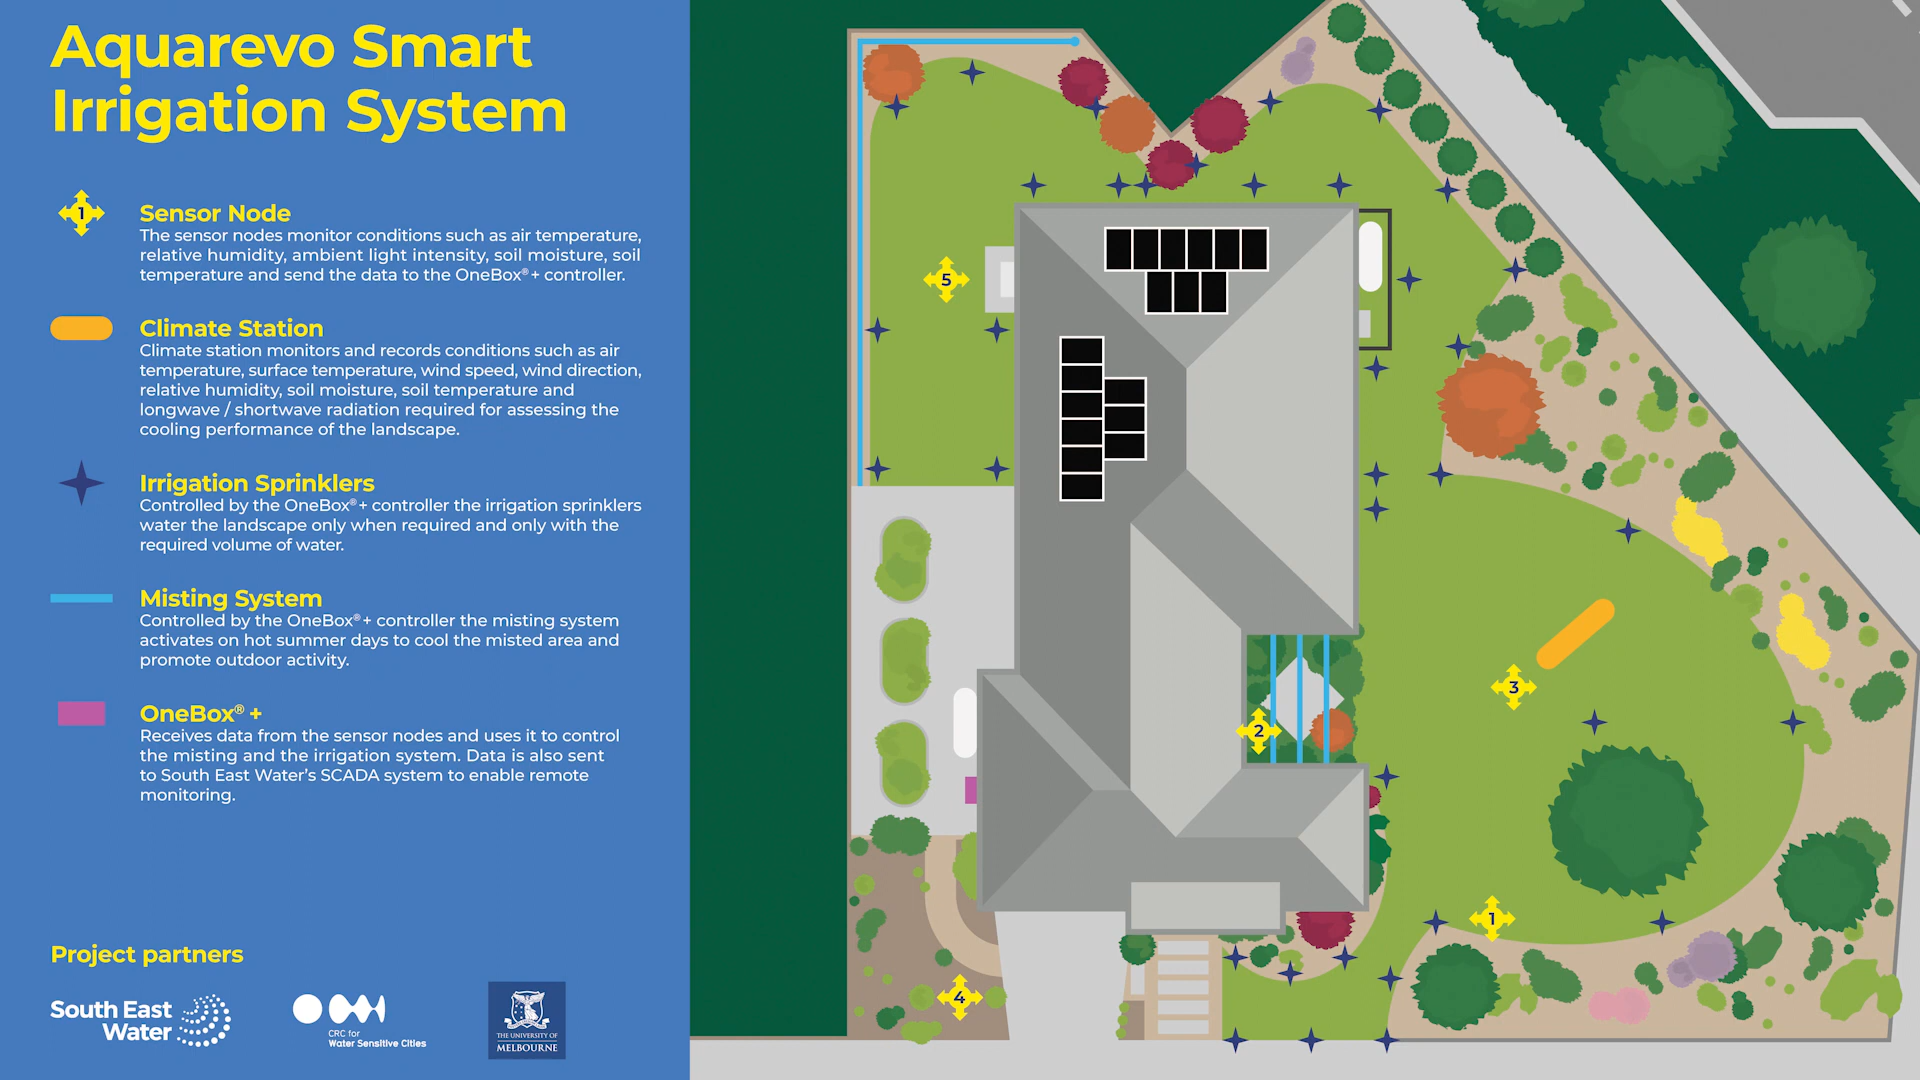 Aquarevo Smart
Irrigation System
1
Sensor Node
The sensor nodes monitor conditions such as air temperature,
relative humidity, ambient light intensity, soil moisture, soil
temperature and send the data to the OneBox®+ controller.
Climate Station
Climate station monitors and records conditions such as air
temperature, surface temperature, wind speed, wind direction,
relative humidity, soil moisture, soil temperature and
longwave / shortwave radiation required for assessing the
cooling performance of the landscape.
Irrigation Sprinklers
Controlled by the OneBox®+ controller the irrigation sprinklers
water the landscape only when required and only with the
required volume of water.
Misting System
Controlled by the OneBox®+ controller the misting system
activates on hot summer days to cool the misted area and
promote outdoor activity.
OneBox® +
Receives data from the sensor nodes and uses it to control
the misting and the irrigation system. Data is also sent
to South East Water’s SCADA system to enable remote
monitoring.
Project partners
South East
Water
CRC for
Water Sensitive Cities
THE UNIVERSITY OF
MELBOURNE
5
3
2
1
4